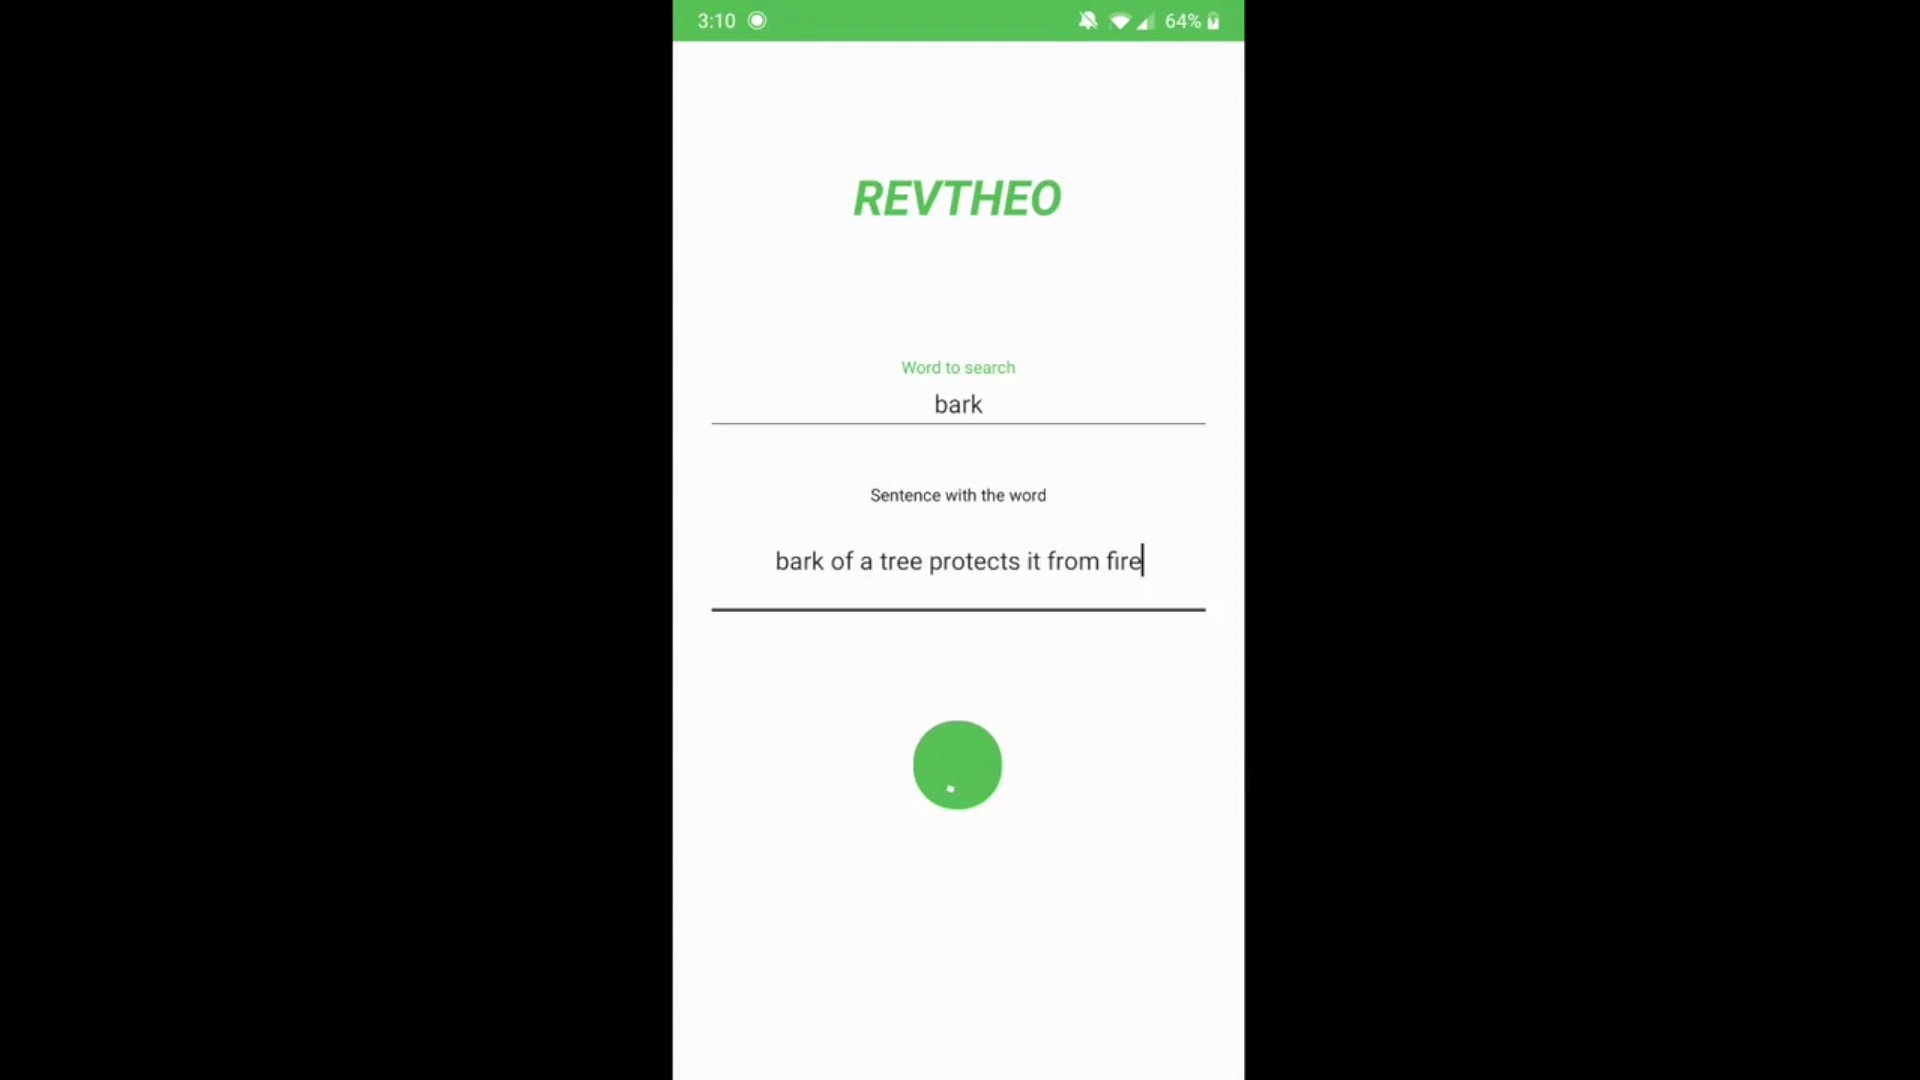 3:10 64%
REVTHEO
Word to search
bark
Sentence with the word
bark of a tree protects it from fire